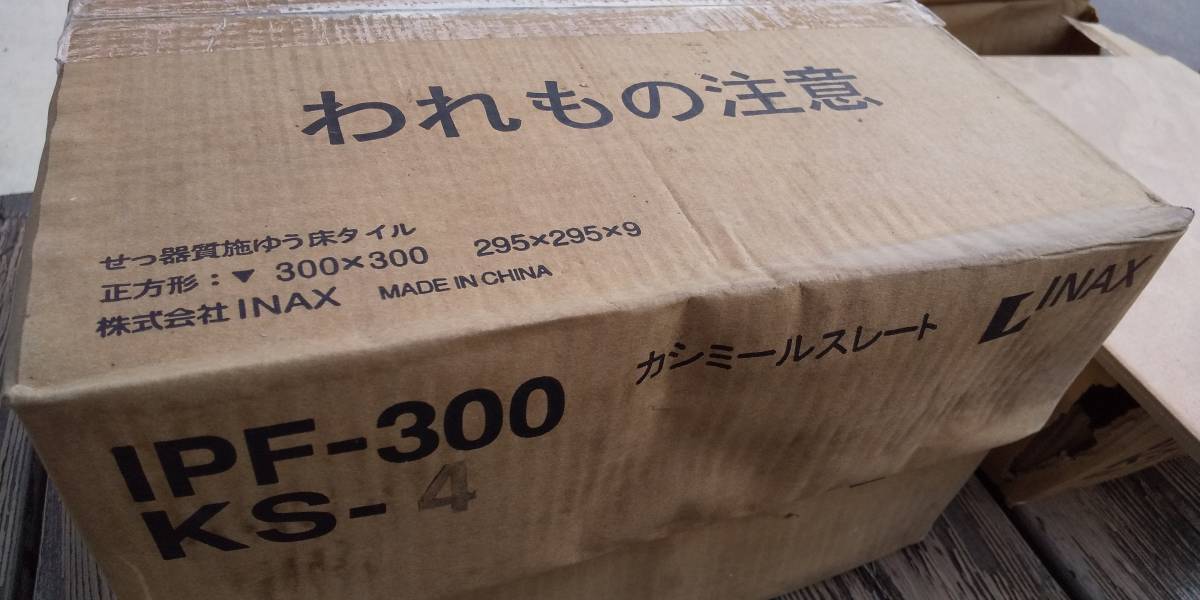 われもの注意
せっ器質施ゆう床タイル
正方形：▼ 300×300 295×295×9
株式会社INAX MADE IN CHINA
カシミールスレート
INAX
IPF-300
KS-4